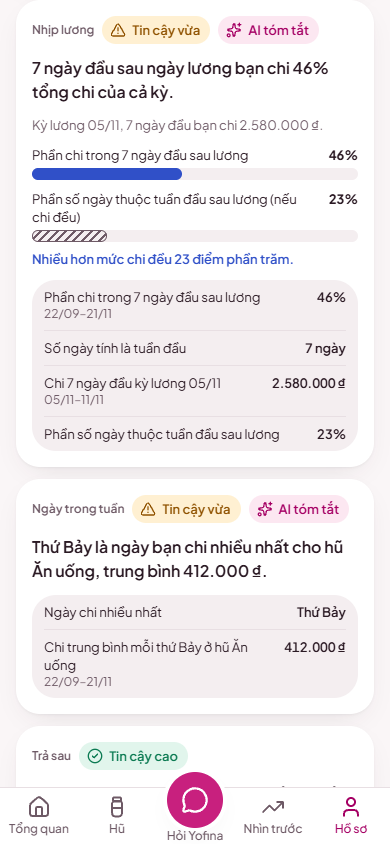 Nhịp lương
Tin cậy vừa
AI tóm tắt
7 ngày đầu sau ngày lương bạn chi 46%
tổng chi của cả kỳ.
Kỳ lương 05/11, 7 ngày đầu bạn chi 2.580.000 ₫.
Phần chi trong 7 ngày đầu sau lương 46%
Phần số ngày thuộc tuần đầu sau lương (nếu 23%
chi đều)
Nhiều hơn mức chi đều 23 điểm phần trăm.
Phần chi trong 7 ngày đầu sau lương 46%
22/09–21/11
Số ngày tính là tuần đầu 7 ngày
Chi 7 ngày đầu kỳ lương 05/11 2.580.000 ₫
05/11–11/11
Phần số ngày thuộc tuần đầu sau lương 23%
Ngày trong tuần
Tin cậy vừa
AI tóm tắt
Thứ Bảy là ngày bạn chi nhiều nhất cho hũ
Ăn uống, trung bình 412.000 ₫.
Ngày chi nhiều nhất Thứ Bảy
Chi trung bình mỗi thứ Bảy ở hũ Ăn 412.000 ₫
uống
22/09–21/11
Trả sau
Tin cậy cao
Tổng quan
Hũ
Hỏi Yofina
Nhìn trước
Hồ sơ